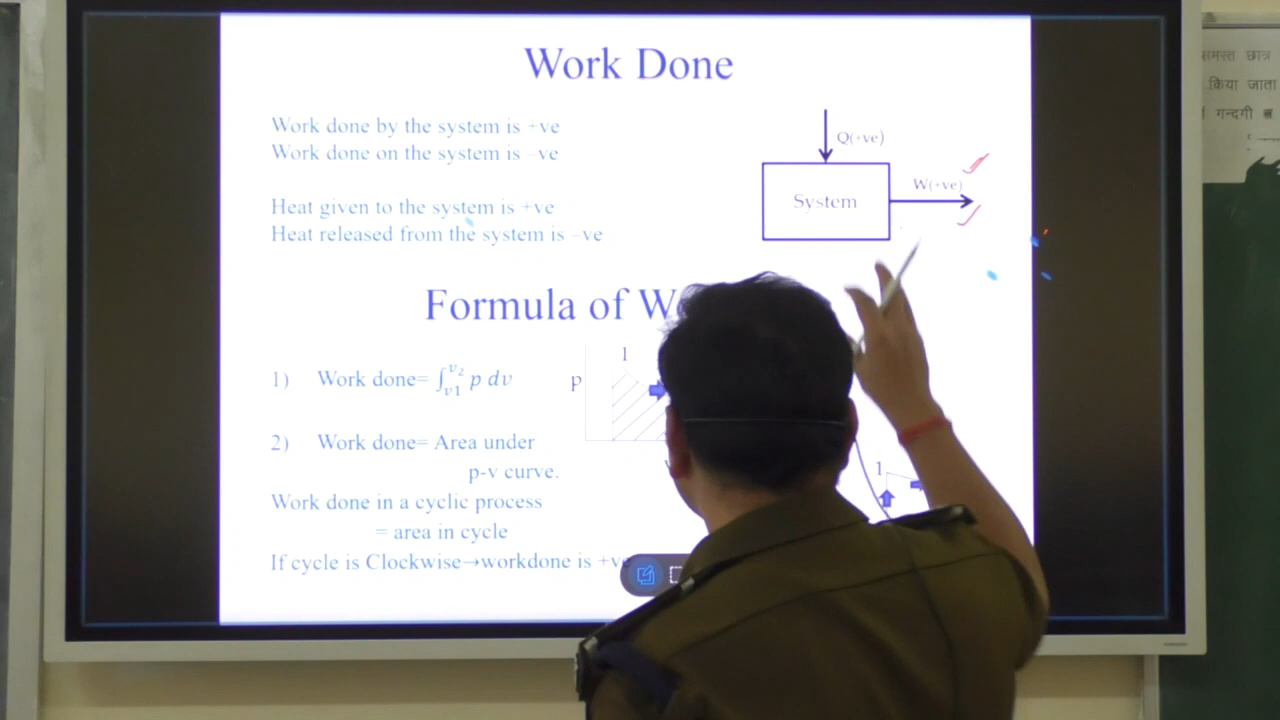 Work Done
Work done by the system is +ve
Work done on the system is –ve
Heat given to the system is +ve
Heat released from the system is –ve
Q(+ve)
System
W(+ve)
Formula of
1) Work done= ∫_{v1}^{v2} p dv
p
1
2) Work done= Area under
p-v curve.
1
Work done in a cyclic process
= area in cycle
If cycle is Clockwise→workdone is +ve
समस्त छात्र
किया जाता
गन्दगी